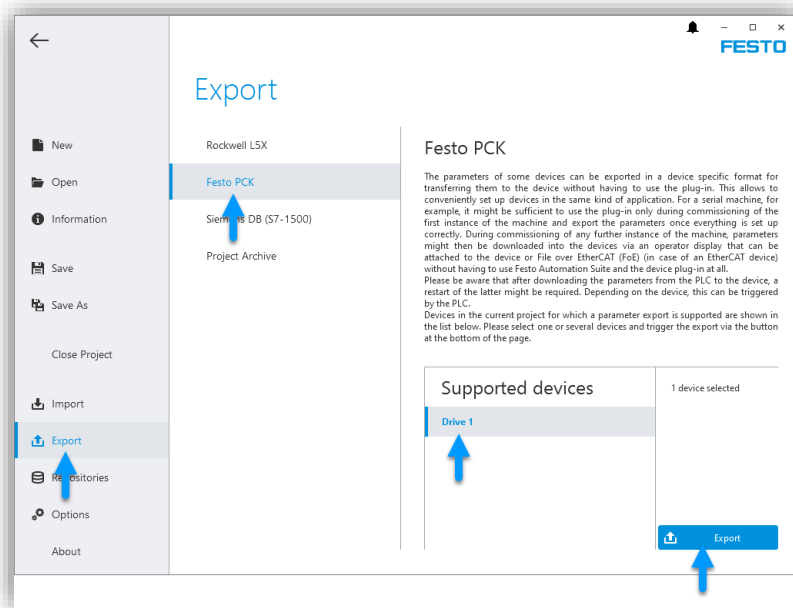 FESTO
Export
New
Open
Information
Save
Save As
Close Project
Import
Export
Options
About
Rockwell L5X
Festo PCK
DB (S7-1500)
Project Archive
Festo PCK
The parameters of some devices can be exported in a device specific format for
transferring them to the device without having to use the plug-in. This allows to
conveniently set up devices in the same kind of application. For a serial machine, for
example, it might be sufficient to use the plug-in only during commissioning of the
first instance of the machine and export the parameters once everything is set up
correctly. During commissioning of any further instance of the machine, parameters
might then be downloaded into the devices via an operator display that can be
attached to the device or File over EtherCAT (FoE) (in case of an EtherCAT device)
without having to use Festo Automation Suite and the device plug-in at all.
Please be aware that after downloading the parameters from the PLC to the device, a
restart of the latter might be required. Depending on the device, this can be triggered
by the PLC.
Devices in the current project for which a parameter export is supported are shown in
the list below. Please select one or several devices and trigger the export via the button
at the bottom of the page.
Supported devices
Drive 1
1 device selected
Export